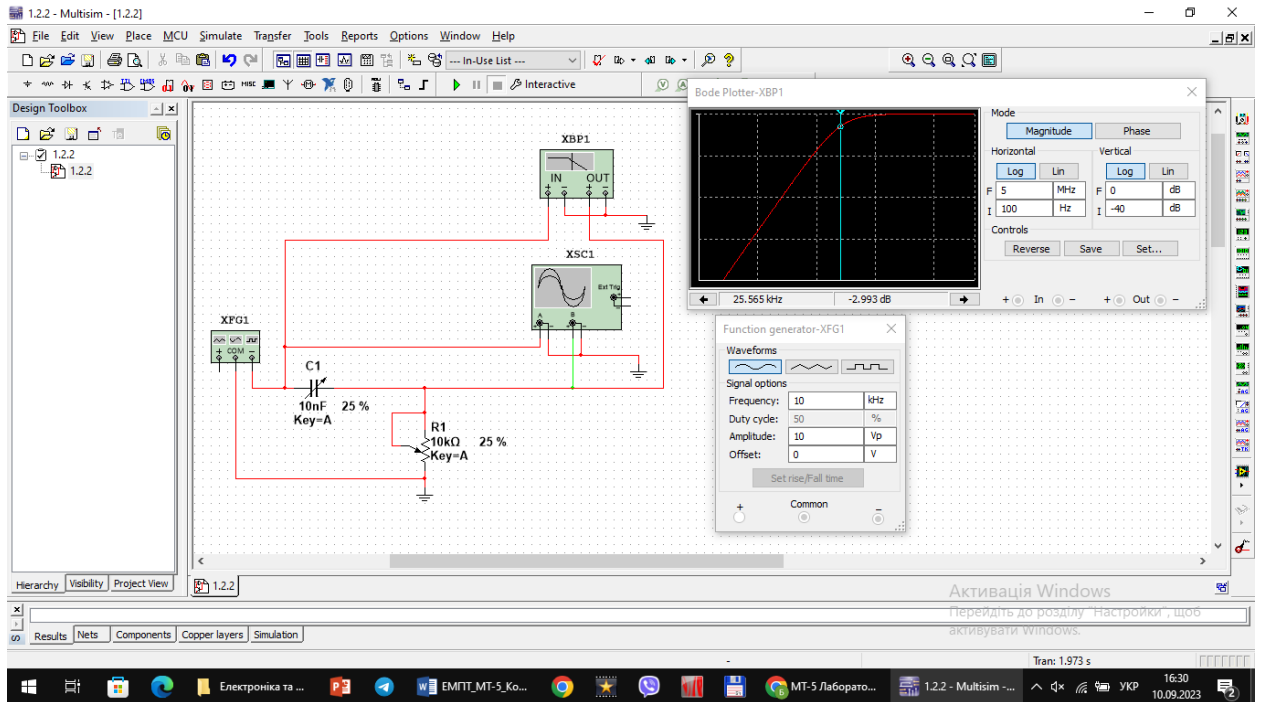 1.2.2 - Multisim - [1.2.2]
File Edit View Place MCU Simulate Transfer Tools Reports Options Window Help
--- In-Use List ---
MISC
Interactive
Design Toolbox
1.2.2
1.2.2
XBP1
IN OUT
XSC1
Ext Trig
A B
XFG1
COM
C1
10nF 25 %
Key=A
R1
10kΩ 25 %
Key=A
Bode Plotter-XBP1
Mode
Magnitude Phase
Horizontal Vertical
Log Lin Log Lin
F 5 MHz F 0 dB
I 100 Hz I -40 dB
Controls
Reverse Save Set...
25.565 kHz -2.993 dB
+ In - + Out -
Function generator-XFG1
Waveforms
Signal options
Frequency: 10 kHz
Duty cycle: 50 %
Amplitude: 10 Vp
Offset: 0 V
Set rise/Fall time
+ Common -
Hierarchy Visibility Project View
1.2.2
Активація Windows
Перейдіть до розділу "Настройки", щоб
активувати Windows.
Results Nets Components Copper layers Simulation
- Tran: 1.973 s
Електроніка та ... ЕМПТ_МТ-5_Ко... МТ-5 Лаборато... 1.2.2 - Multisim -... УКР 16:30
10.09.2023
2